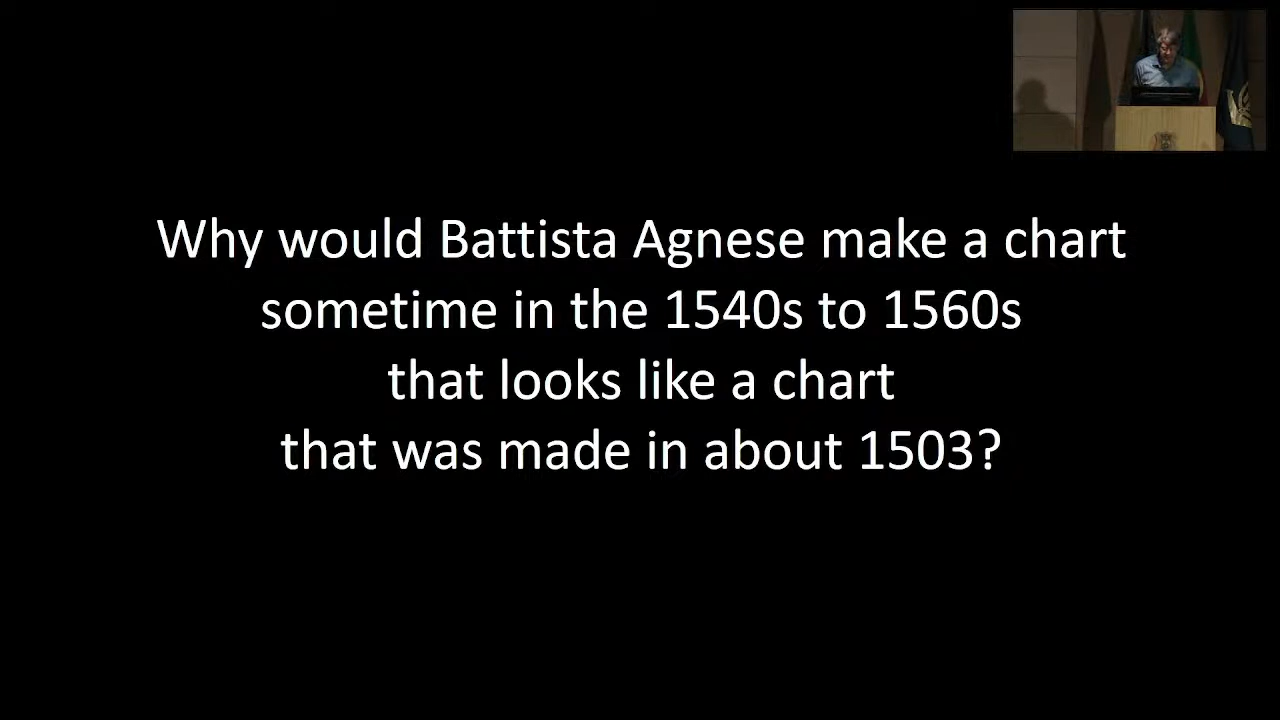 Why would Battista Agnese make a chart
sometime in the 1540s to 1560s
that looks like a chart
that was made in about 1503?